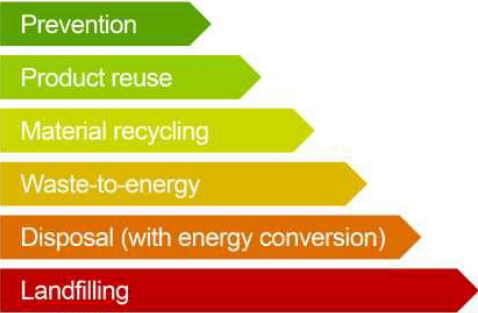 Prevention
Product reuse
Material recycling
Waste-to-energy
Disposal (with energy conversion)
Landfilling